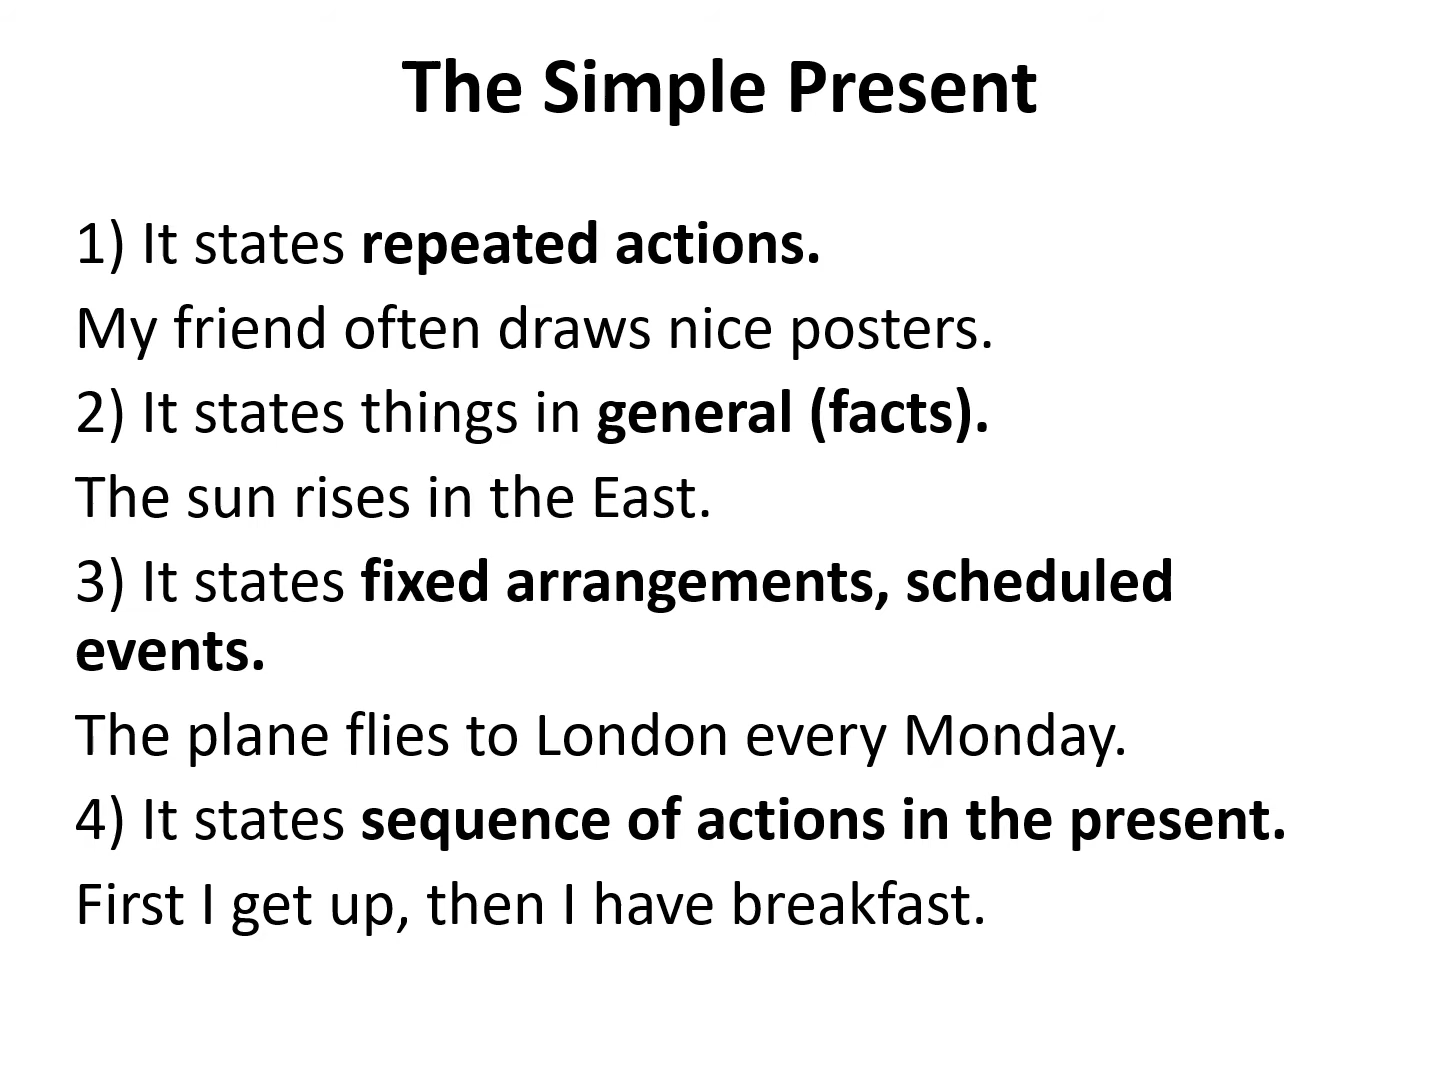 The Simple Present
1) It states repeated actions.
My friend often draws nice posters.
2) It states things in general (facts).
The sun rises in the East.
3) It states fixed arrangements, scheduled
events.
The plane flies to London every Monday.
4) It states sequence of actions in the present.
First I get up, then I have breakfast.